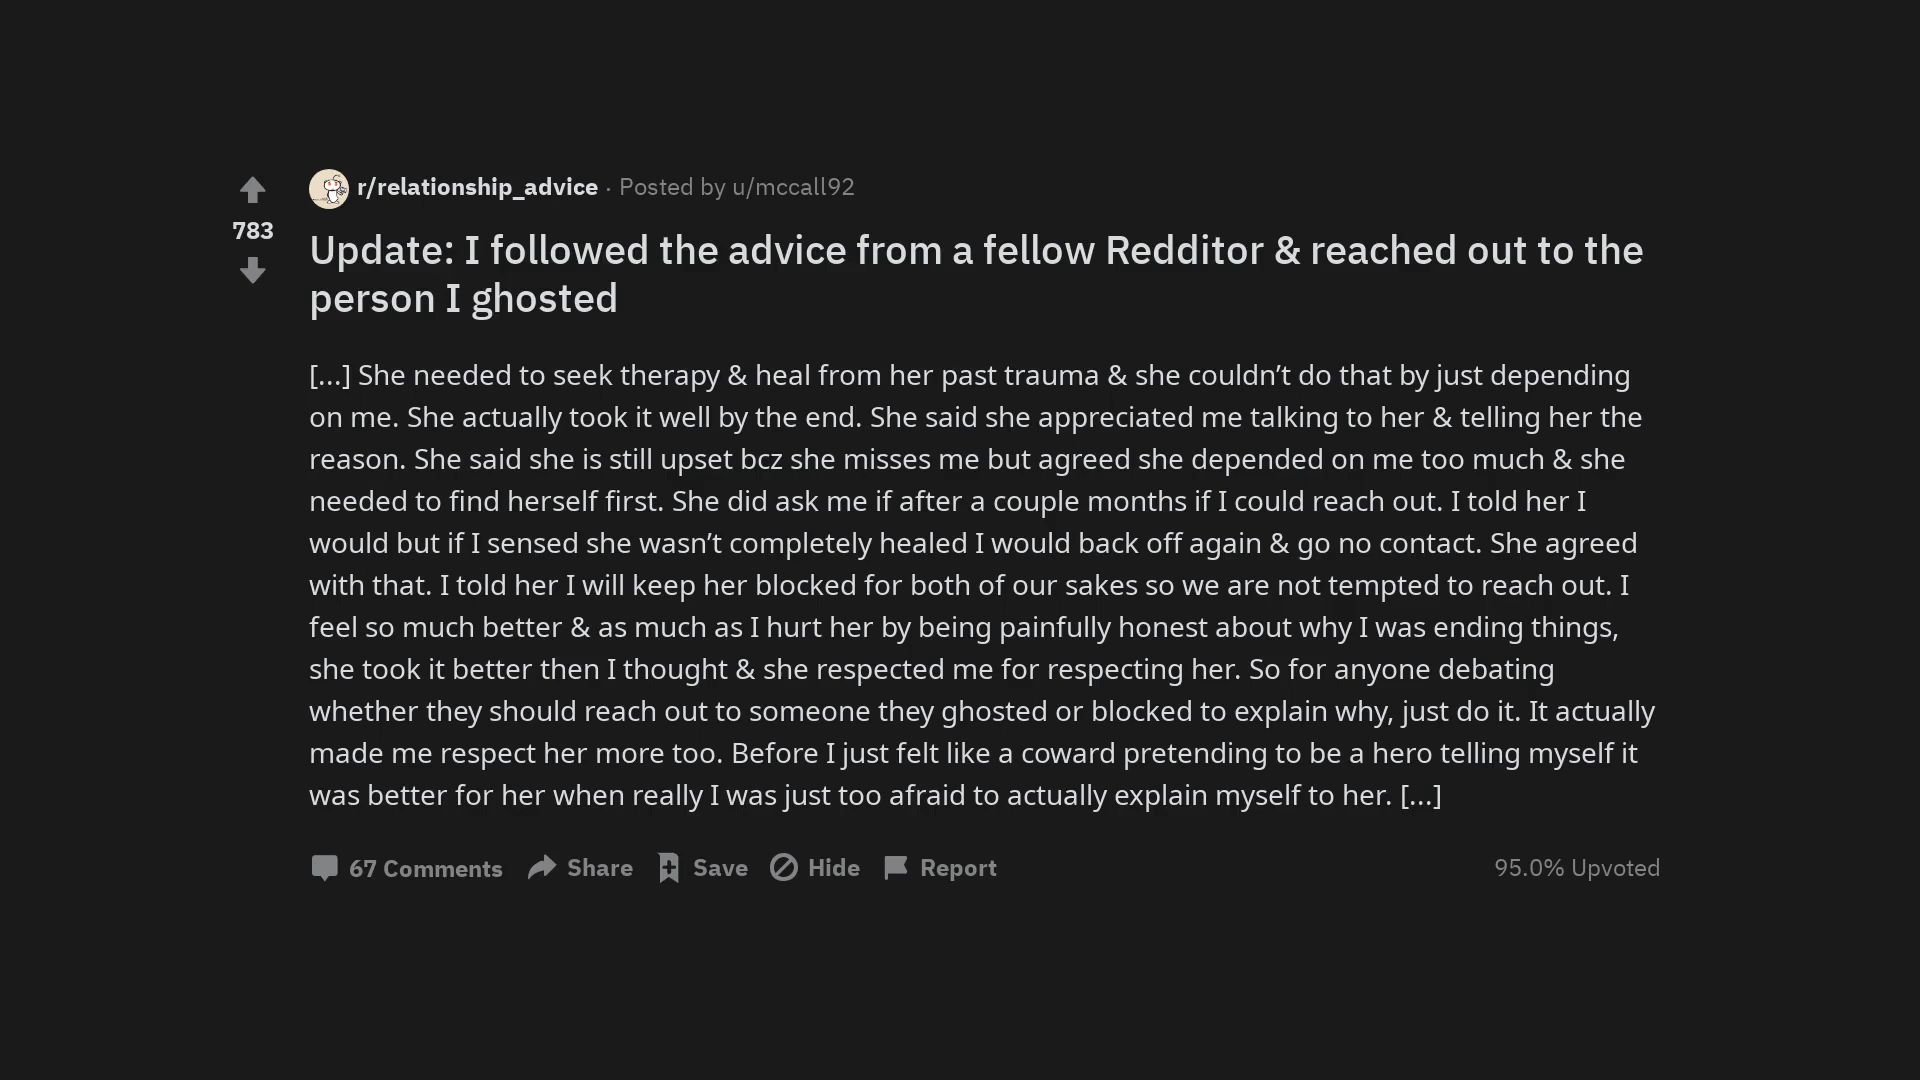 r/relationship_advice · Posted by u/mccall92
783
Update: I followed the advice from a fellow Redditor & reached out to the
person I ghosted
[...] She needed to seek therapy & heal from her past trauma & she couldn’t do that by just depending
on me. She actually took it well by the end. She said she appreciated me talking to her & telling her the
reason. She said she is still upset bcz she misses me but agreed she depended on me too much & she
needed to find herself first. She did ask me if after a couple months if I could reach out. I told her I
would but if I sensed she wasn’t completely healed I would back off again & go no contact. She agreed
with that. I told her I will keep her blocked for both of our sakes so we are not tempted to reach out. I
feel so much better & as much as I hurt her by being painfully honest about why I was ending things,
she took it better then I thought & she respected me for respecting her. So for anyone debating
whether they should reach out to someone they ghosted or blocked to explain why, just do it. It actually
made me respect her more too. Before I just felt like a coward pretending to be a hero telling myself it
was better for her when really I was just too afraid to actually explain myself to her. [...]
67 Comments Share Save Hide Report 95.0% Upvoted